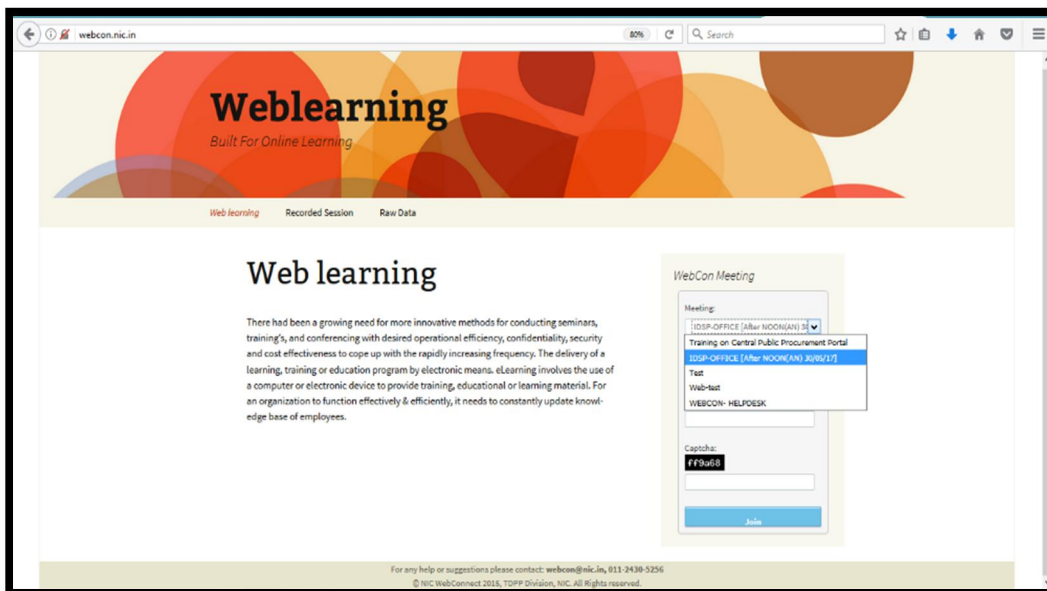 webcon.nic.in
80%
Search
Weblearning
Built For Online Learning
Web learning Recorded Session Raw Data
Web learning
There had been a growing need for more innovative methods for conducting seminars,
training's, and conferencing with desired operational efficiency, confidentiality, security
and cost effectiveness to cope up with the rapidly increasing frequency. The delivery of a
learning, training or education program by electronic means. eLearning involves the use of
a computer or electronic device to provide training, educational or learning material. For
an organization to function effectively & efficiently, it needs to constantly update knowl-
edge base of employees.
WebCon Meeting
Meeting:
IDSP-OFFICE [After NOON(AN) 30
Training on Central Public Procurement Portal
IDSP-OFFICE [After NOON(AN) 30/05/17]
Test
Web-test
WEBCON- HELPDESK
Captcha:
ff9a68
Join
For any help or suggestions please contact: webcon@nic.in, 011-2430-5256
© NIC WebConnect 2015, TDPP Division, NIC. All Rights reserved.